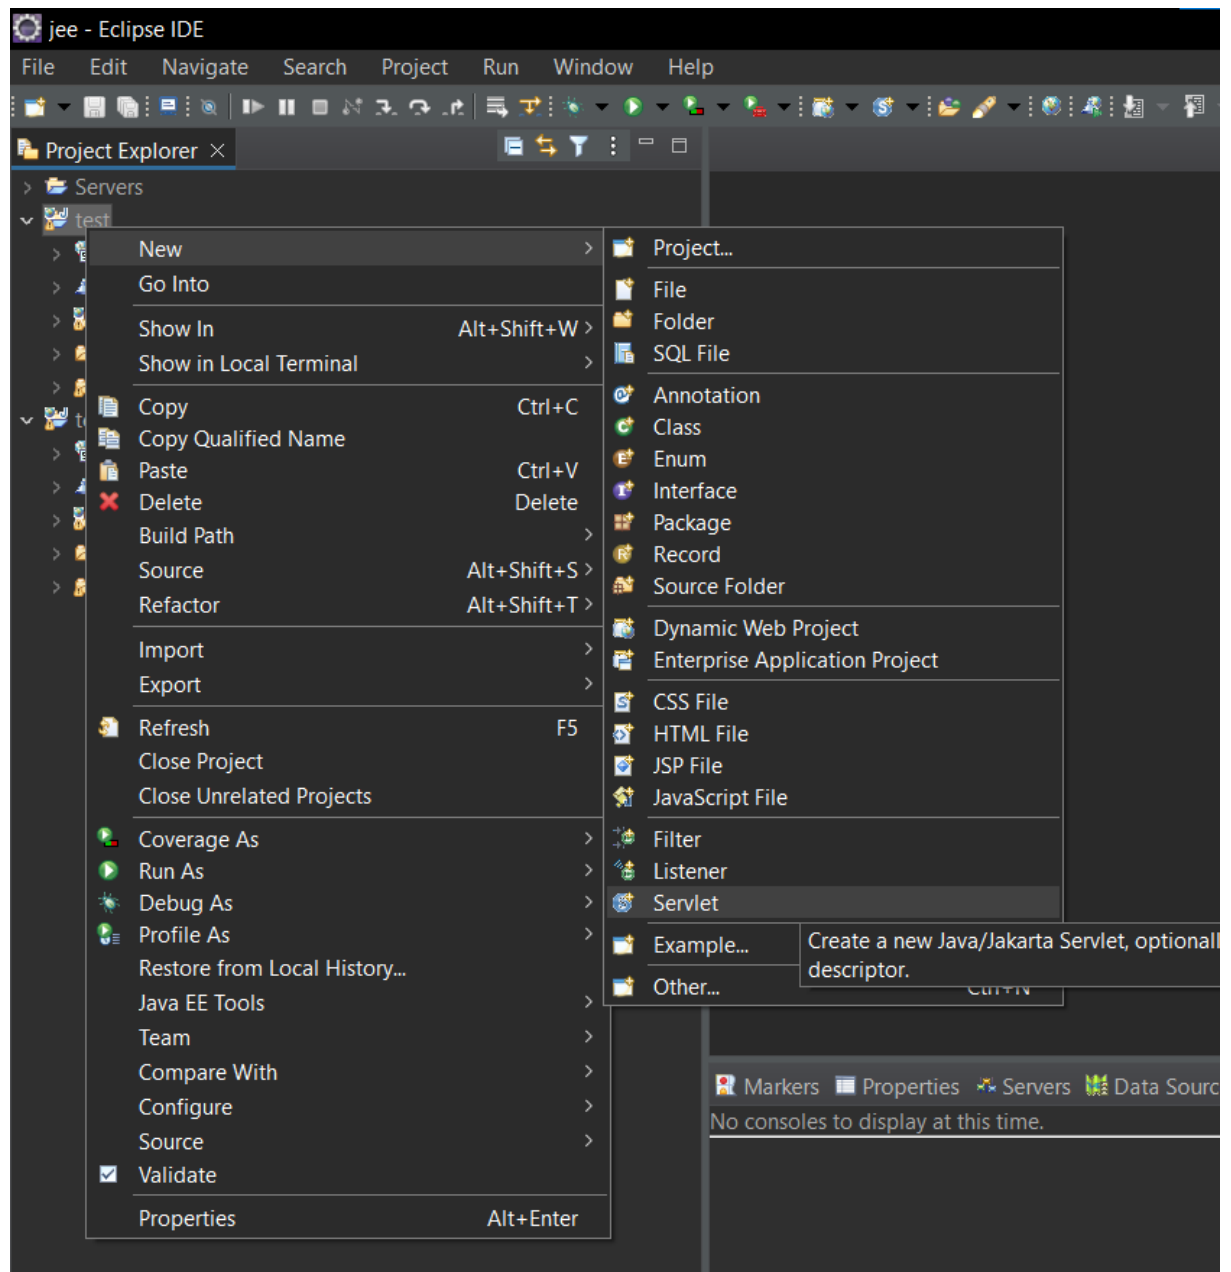 jee - Eclipse IDE
File Edit Navigate Search Project Run Window Help
Project Explorer
Servers
test
New
Go Into
Show In Alt+Shift+W
Show in Local Terminal
Copy Ctrl+C
Copy Qualified Name
Paste Ctrl+V
Delete Delete
Build Path
Source Alt+Shift+S
Refactor Alt+Shift+T
Import
Export
Refresh F5
Close Project
Close Unrelated Projects
Coverage As
Run As
Debug As
Profile As
Restore from Local History...
Java EE Tools
Team
Compare With
Configure
Source
Validate
Properties Alt+Enter
Project...
File
Folder
SQL File
Annotation
Class
Enum
Interface
Package
Record
Source Folder
Dynamic Web Project
Enterprise Application Project
CSS File
HTML File
JSP File
JavaScript File
Filter
Listener
Servlet
Example...
Other... Ctrl+N
Create a new Java/Jakarta Servlet, optionall
descriptor.
Markers Properties Servers Data Sourc
No consoles to display at this time.